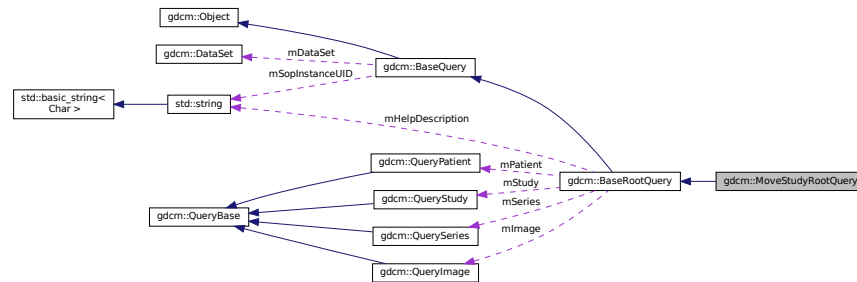 gdcm::Object
gdcm::DataSet
mDataSet
gdcm::BaseQuery
mSopInstanceUID
std::basic_string<
Char >
std::string
mHelpDescription
gdcm::QueryPatient
mPatient
gdcm::BaseRootQuery
gdcm::MoveStudyRootQuery
mStudy
gdcm::QueryStudy
mSeries
gdcm::QueryBase
mImage
gdcm::QuerySeries
gdcm::QueryImage